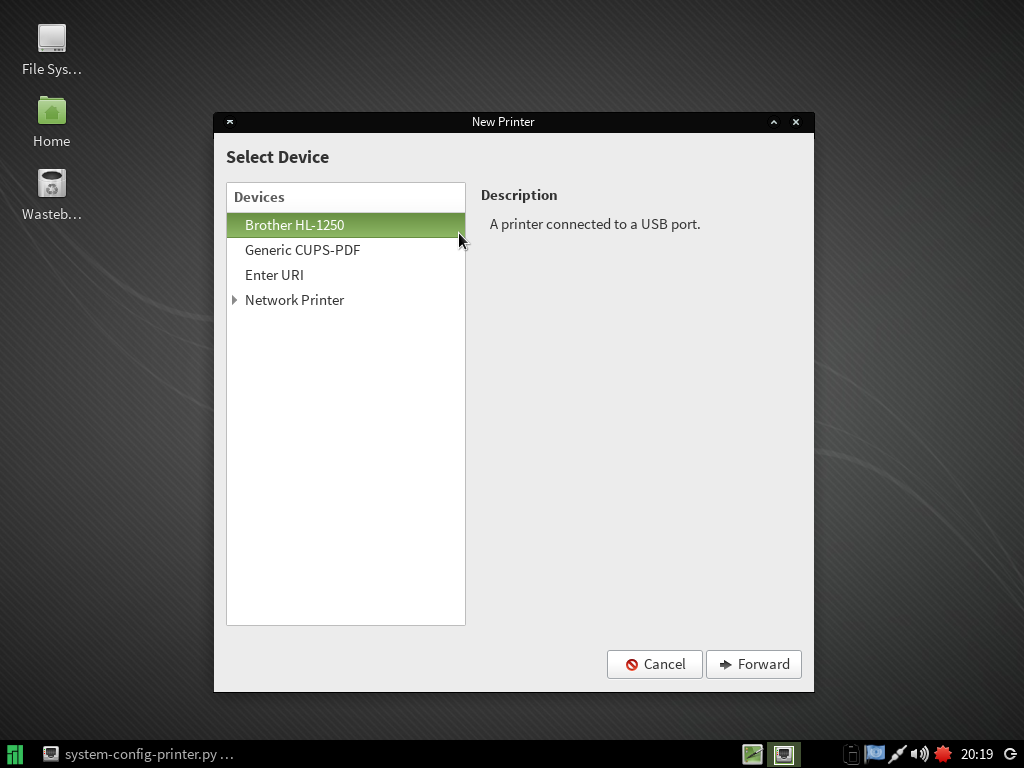 File Sys...
Home
Wasteb...
New Printer
Select Device
Devices
Brother HL-1250
Generic CUPS-PDF
Enter URI
Network Printer
Description
A printer connected to a USB port.
Cancel
Forward
system-config-printer.py ...
20:19